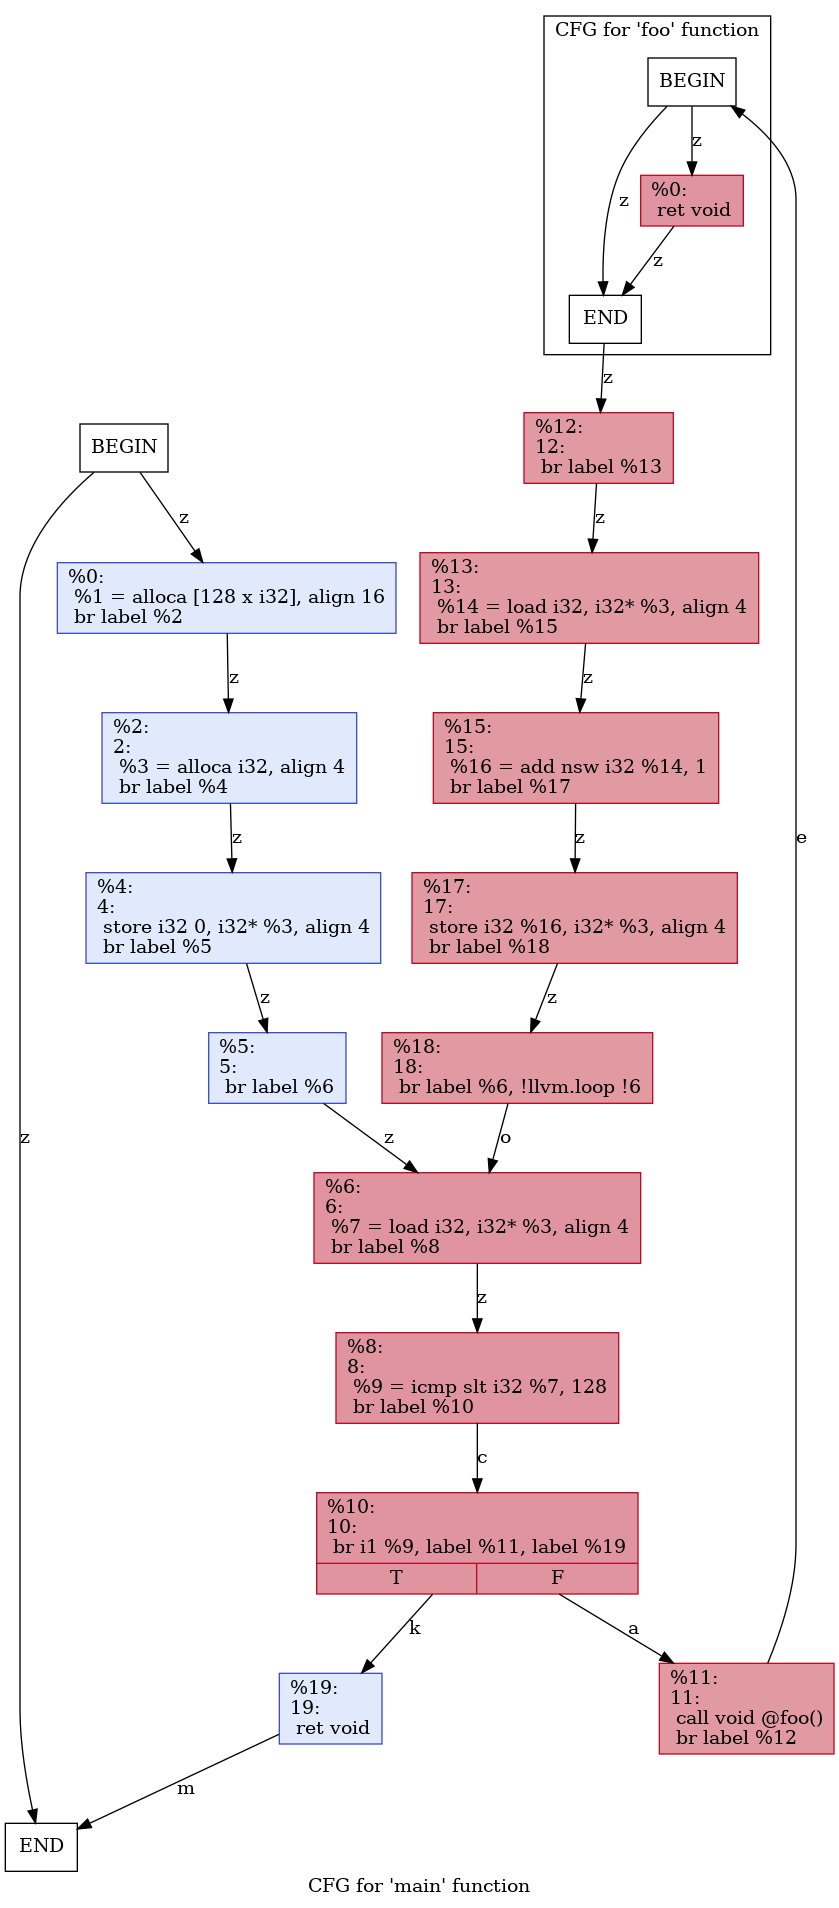 CFG for 'foo' function
BEGIN
z
%0:
ret void
z
z
END
z
%12:
12:
br label %13
BEGIN
z
z
%0:
%1 = alloca [128 x i32], align 16
br label %2
%13:
13:
%14 = load i32, i32* %3, align 4
br label %15
z
z
%2:
2:
%3 = alloca i32, align 4
br label %4
%15:
15:
%16 = add nsw i32 %14, 1
br label %17
z
z
e
%4:
4:
store i32 0, i32* %3, align 4
br label %5
%17:
17:
store i32 %16, i32* %3, align 4
br label %18
z
z
%5:
5:
br label %6
%18:
18:
br label %6, !llvm.loop !6
z
z
o
%6:
6:
%7 = load i32, i32* %3, align 4
br label %8
z
%8:
8:
%9 = icmp slt i32 %7, 128
br label %10
c
%10:
10:
br i1 %9, label %11, label %19
T F
k
a
%19:
19:
ret void
%11:
11:
call void @foo()
br label %12
m
END
CFG for 'main' function